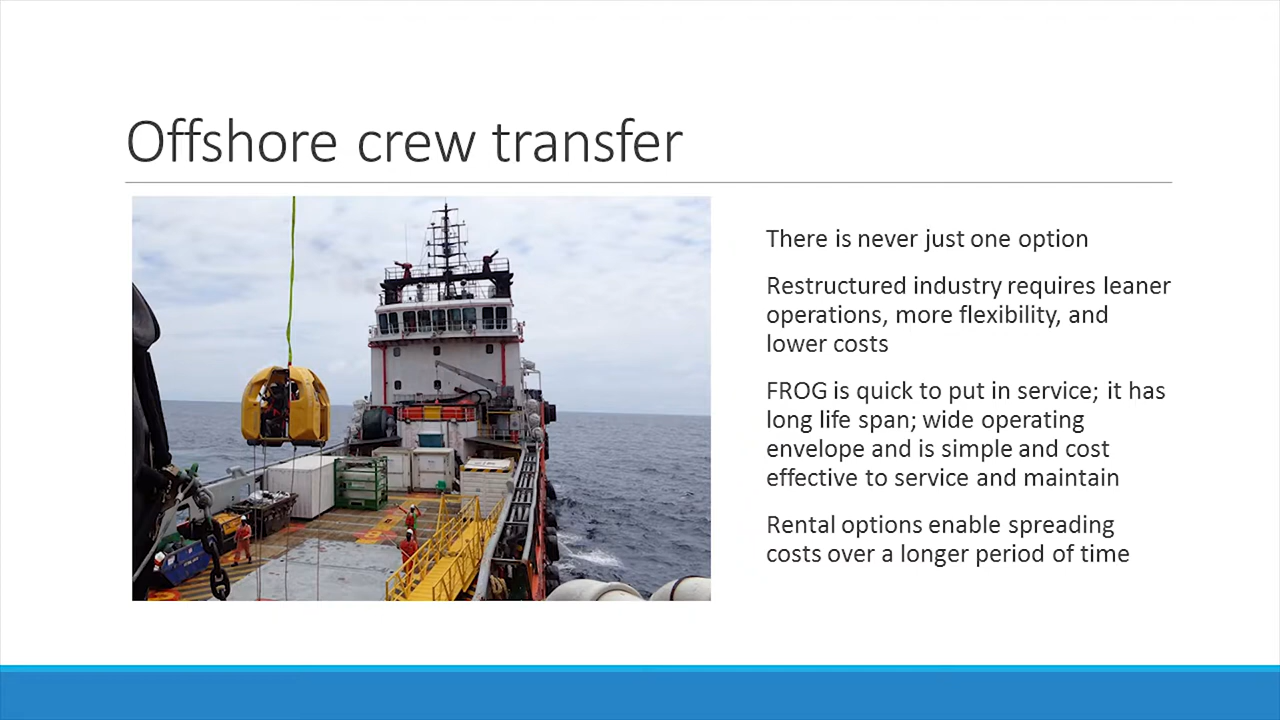 Offshore crew transfer
There is never just one option
Restructured industry requires leaner
operations, more flexibility, and
lower costs
FROG is quick to put in service; it has
long life span; wide operating
envelope and is simple and cost
effective to service and maintain
Rental options enable spreading
costs over a longer period of time